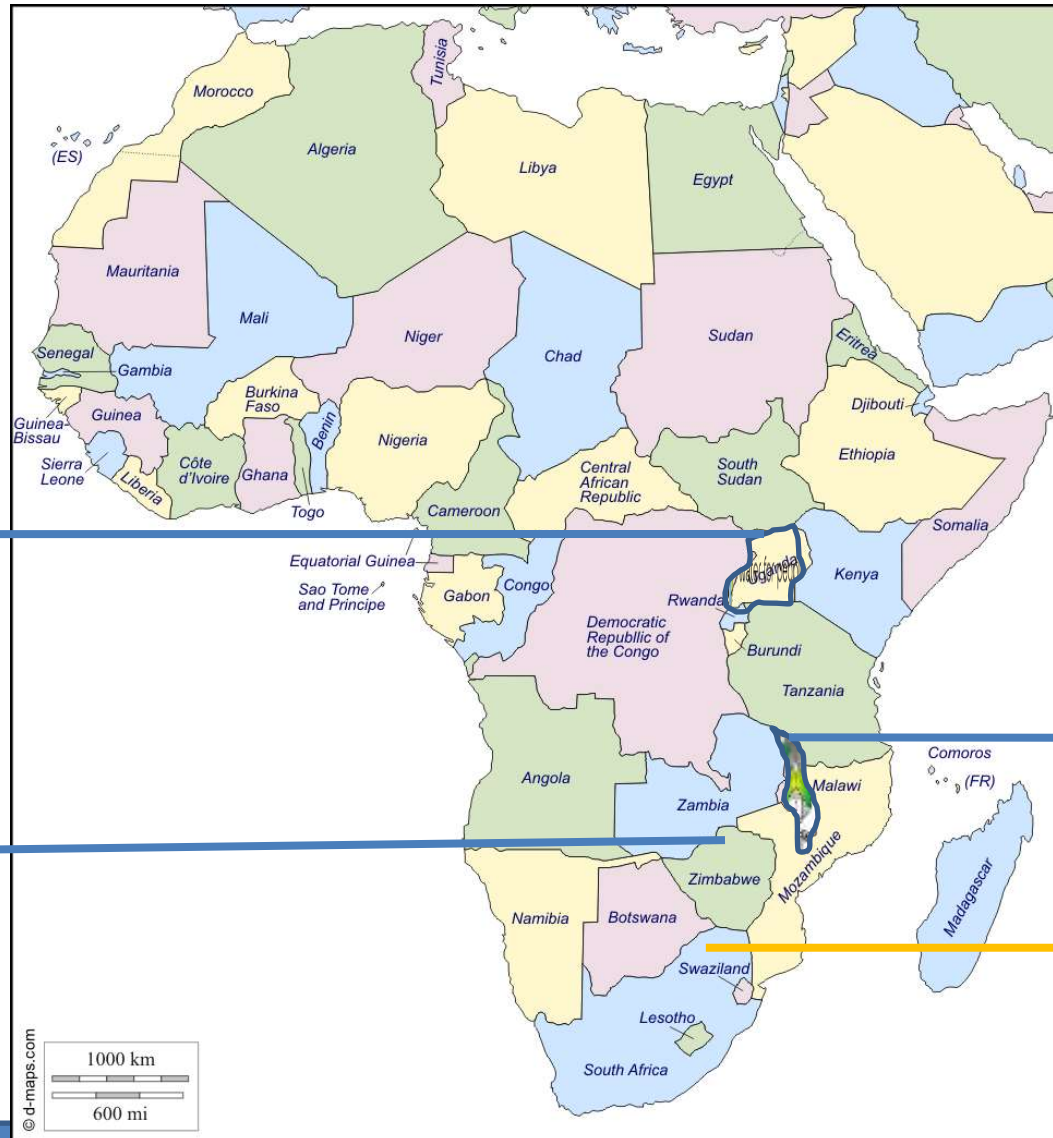 Morocco
Tunisia
(ES)
Algeria
Libya
Egypt
Mauritania
Mali
Niger
Chad
Sudan
Eritrea
Senegal
Gambia
Burkina
Faso
Djibouti
Guinea
Guinea-
Bissau
Benin
Nigeria
Ethiopia
Sierra
Leone
Côte
d'Ivoire
Ghana
Central
African
Republic
South
Sudan
Liberia
Togo
Cameroon
Somalia
Equatorial Guinea
Uganda
Kenya
Sao Tome
and Principe
Gabon
Congo
Rwanda
Democratic
Republlic of
the Congo
Burundi
Tanzania
Comoros
(FR)
Angola
Malawi
Zambia
Mozambique
Zimbabwe
Madagascar
Namibia
Botswana
Swaziland
Lesotho
South Africa
1000 km
600 mi
© d-maps.com